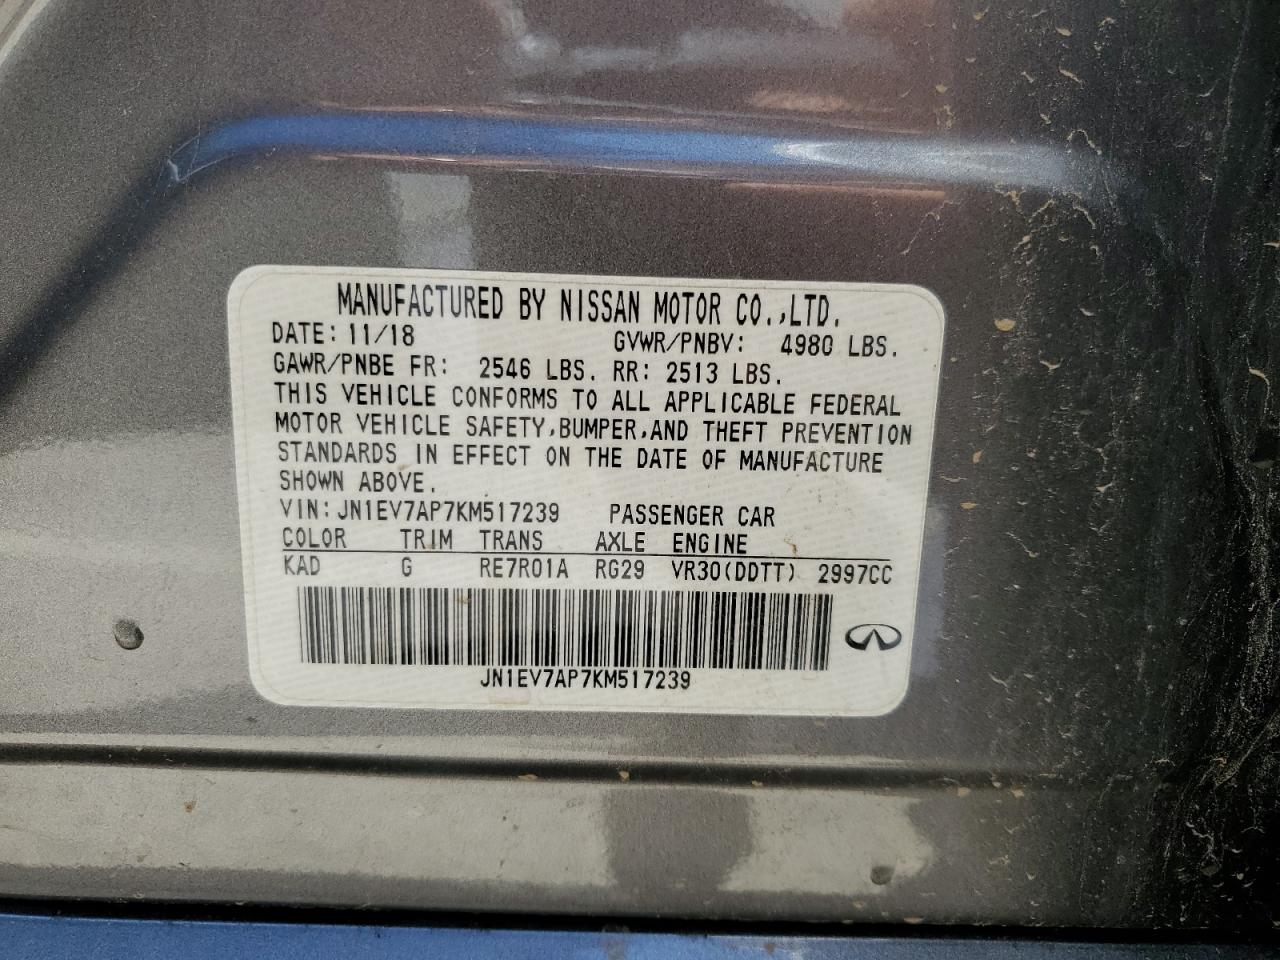 MANUFACTURED BY NISSAN MOTOR CO.,LTD.
DATE: 11/18 GVWR/PNBV: 4980 LBS.
GAWR/PNBE FR: 2546 LBS. RR: 2513 LBS.
THIS VEHICLE CONFORMS TO ALL APPLICABLE FEDERAL
MOTOR VEHICLE SAFETY,BUMPER,AND THEFT PREVENTION
STANDARDS IN EFFECT ON THE DATE OF MANUFACTURE
SHOWN ABOVE.
VIN:JN1EV7AP7KM517239 PASSENGER CAR
COLOR TRIM TRANS AXLE ENGINE
KAD G RE7R01A RG29 VR30(DDTT) 2997CC
JN1EV7AP7KM517239